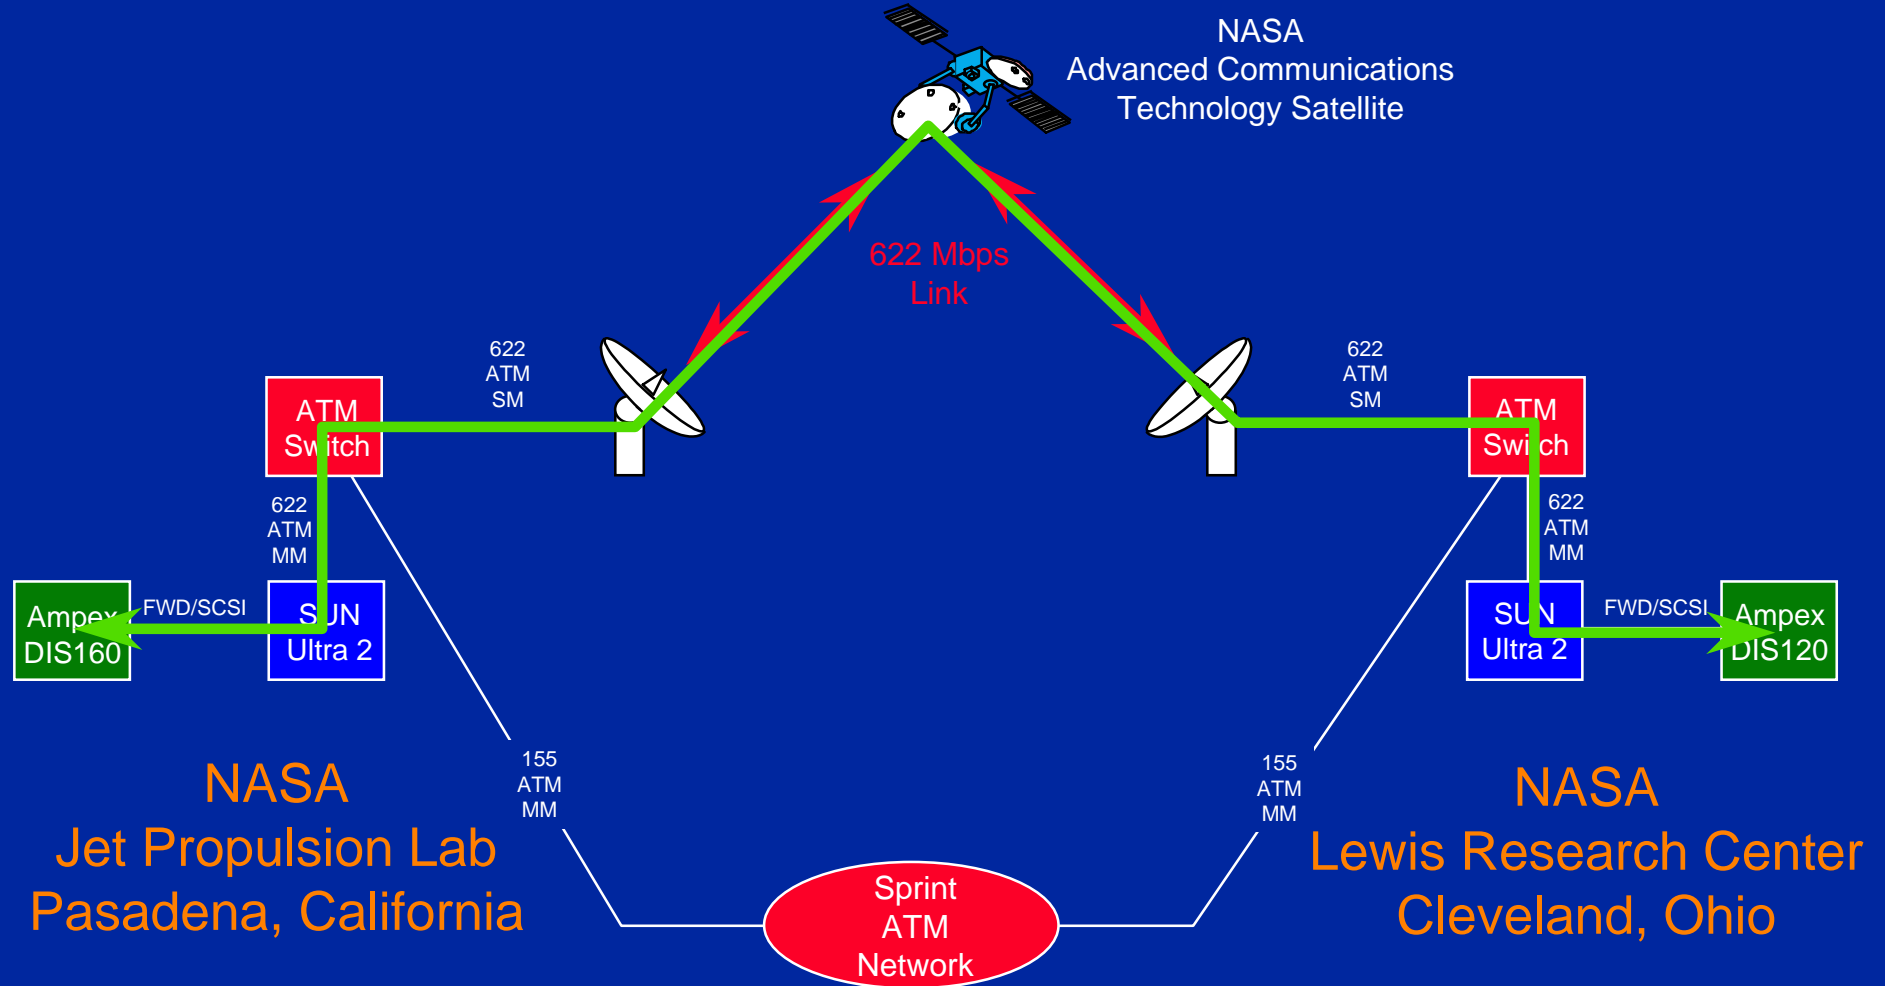 NASA
Advanced Communications
Technology Satellite
622 Mbps
Link
622
ATM
SM
622
ATM
SM
ATM
Switch
ATM
Switch
622
ATM
MM
622
ATM
MM
Ampex
DIS160
FWD/SCSI
SUN
Ultra 2
SUN
Ultra 2
FWD/SCSI
Ampex
DIS120
155
ATM
MM
155
ATM
MM
NASA
Jet Propulsion Lab
Pasadena, California
NASA
Lewis Research Center
Cleveland, Ohio
Sprint
ATM
Network